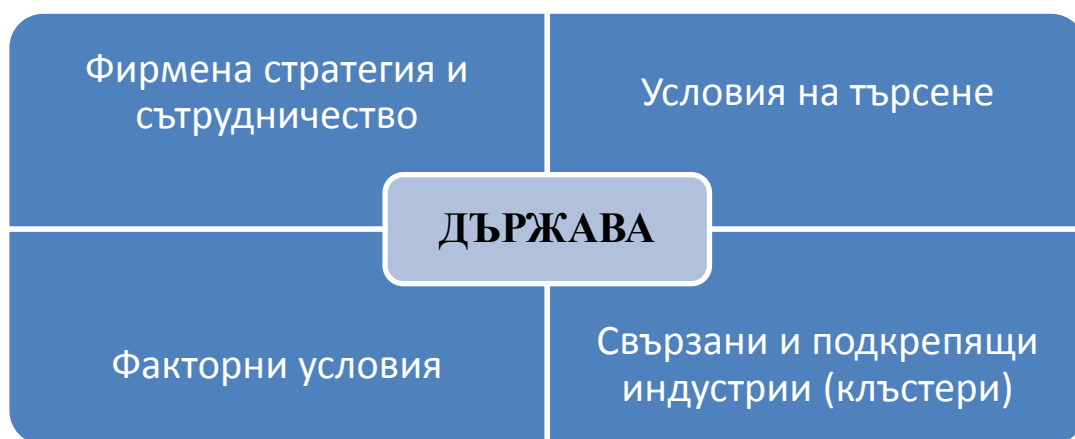 Фирмена стратегия и
сътрудничество
Условия на търсене
ДЪРЖАВА
Факторни условия
Свързани и подкрепящи
индустрии (клъстери)